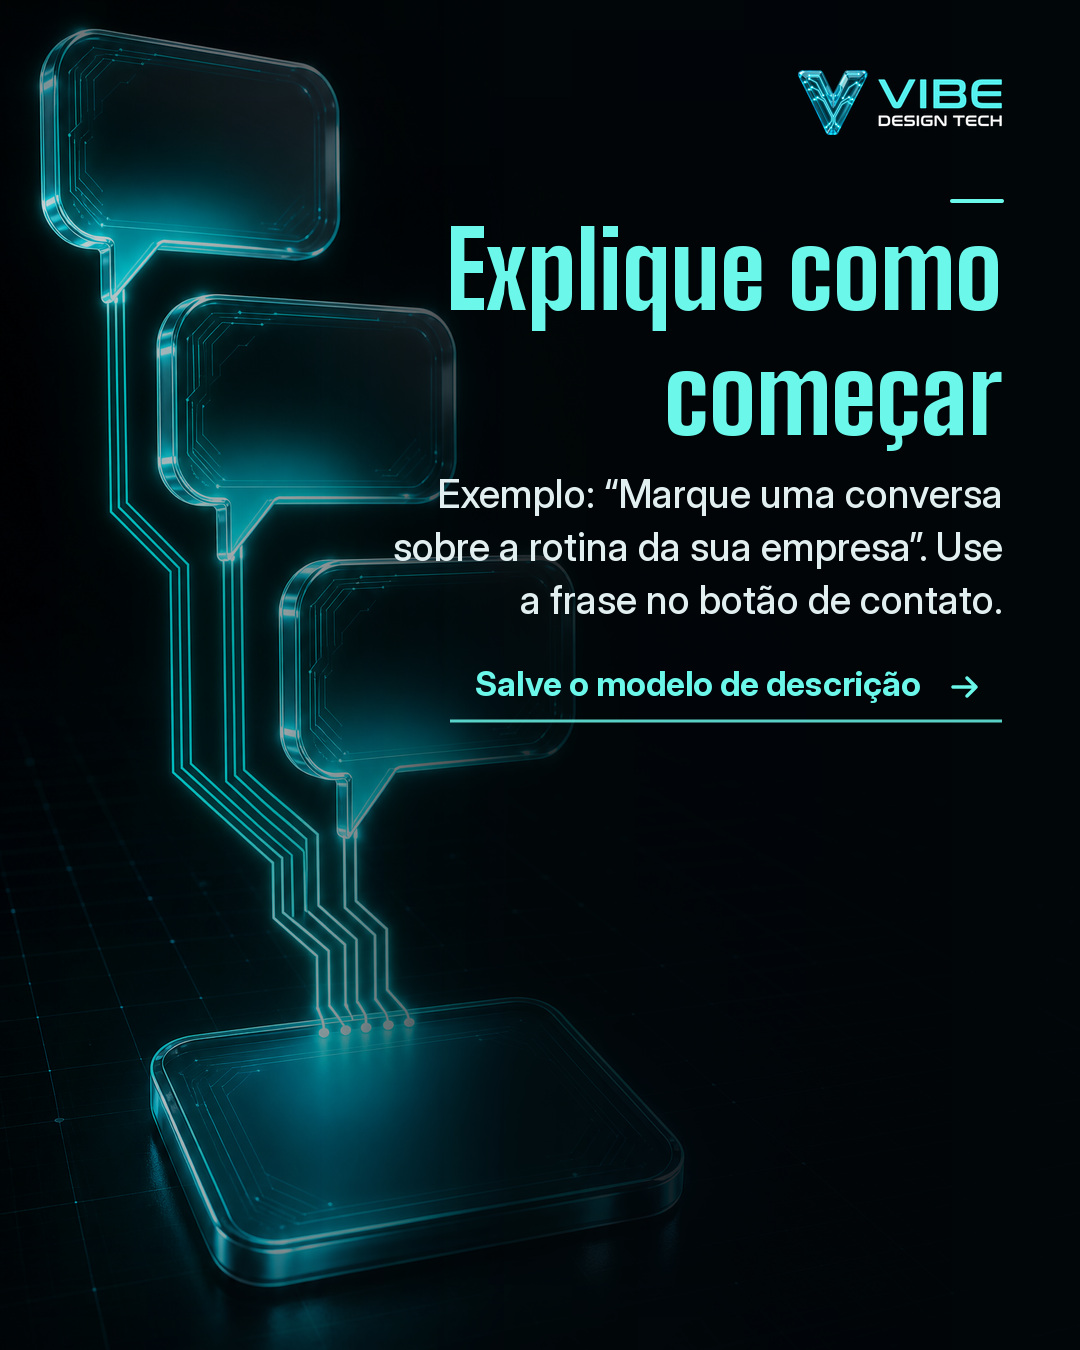 VIBE
DESIGN TECH
Explique como
começar
Exemplo: “Marque uma conversa
sobre a rotina da sua empresa”. Use
a frase no botão de contato.
Salve o modelo de descrição →